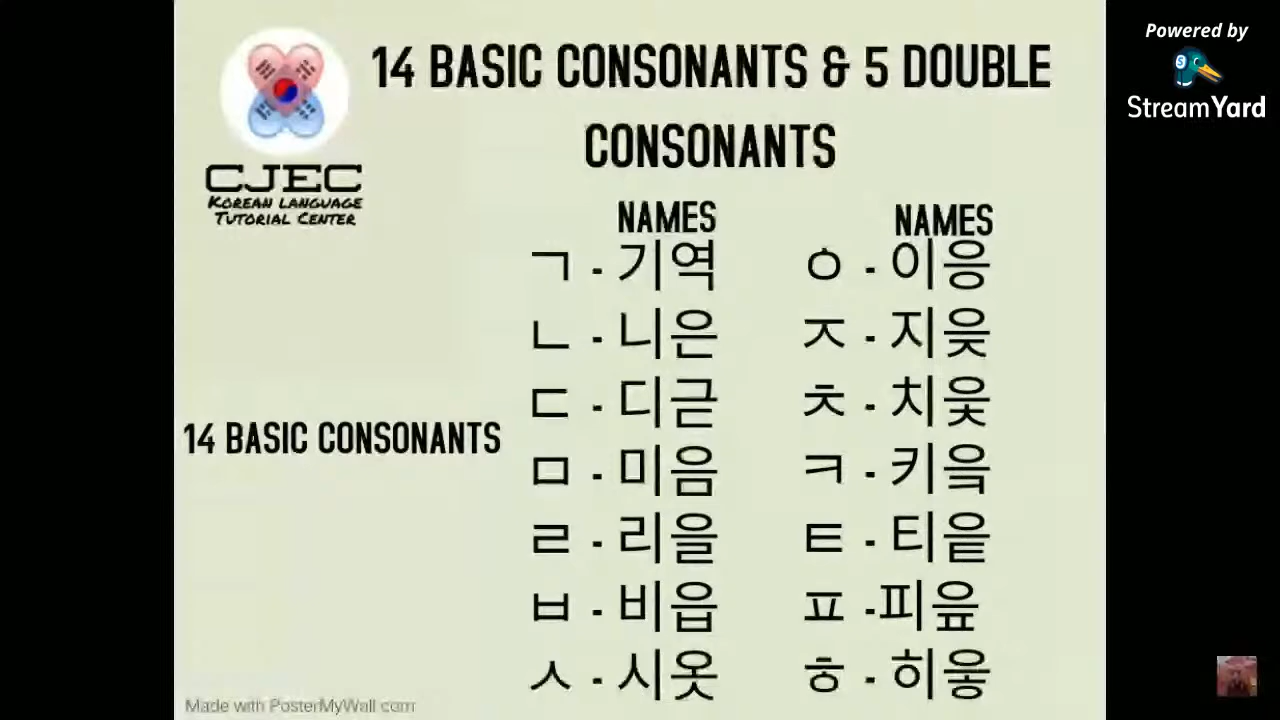 14 BASIC CONSONANTS & 5 DOUBLE
CONSONANTS
CJEC
KOREAN LANGUAGE
TUTORIAL CENTER
NAMES
ㄱ - 기역
ㄴ - 니은
ㄷ - 디귿
ㅁ - 미음
ㄹ - 리을
ㅂ - 비읍
ㅅ - 시옷
NAMES
ㅇ - 이응
ㅈ - 지읒
ㅊ - 치읓
ㅋ - 키읔
ㅌ - 티읕
ㅍ -피읖
ㅎ - 히읗
14 BASIC CONSONANTS
Made with PosterMyWall.com
Powered by
StreamYard